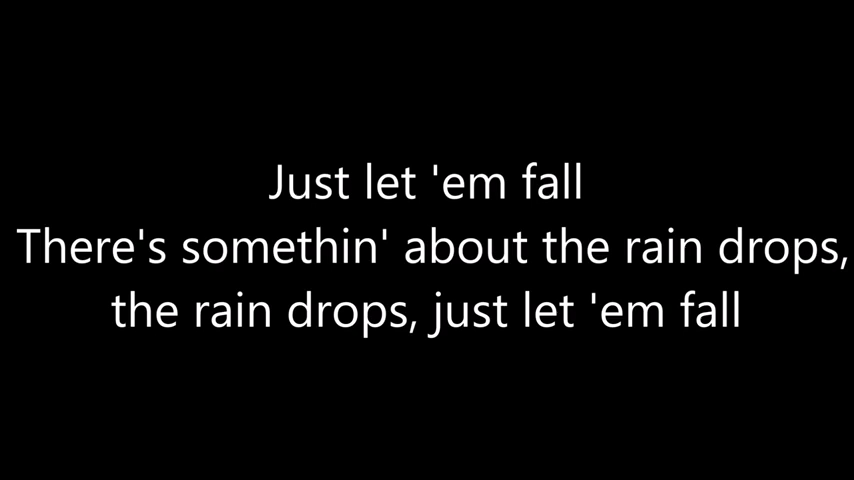 Just let 'em fall
There's somethin' about the rain drops,
the rain drops, just let 'em fall